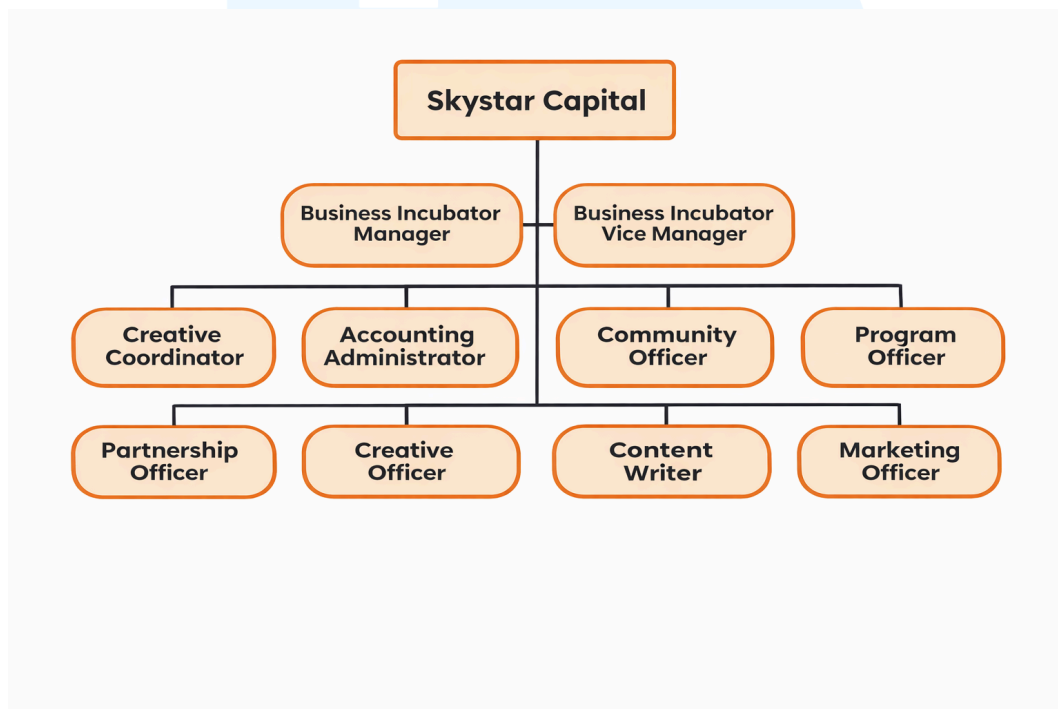 Skystar Capital
Business Incubator
Manager
Business Incubator
Vice Manager
Creative
Coordinator
Accounting
Administrator
Community
Officer
Program
Officer
Partnership
Officer
Creative
Officer
Content
Writer
Marketing
Officer